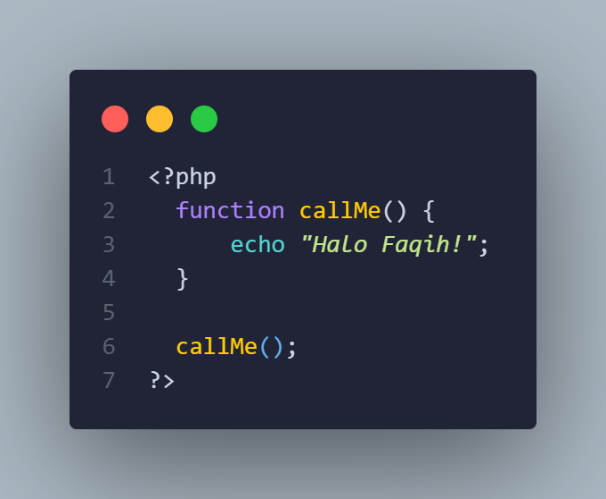 1 <?php
2 function callMe() {
3 echo "Halo Faqih!";
4 }
5
6 callMe();
7 ?>